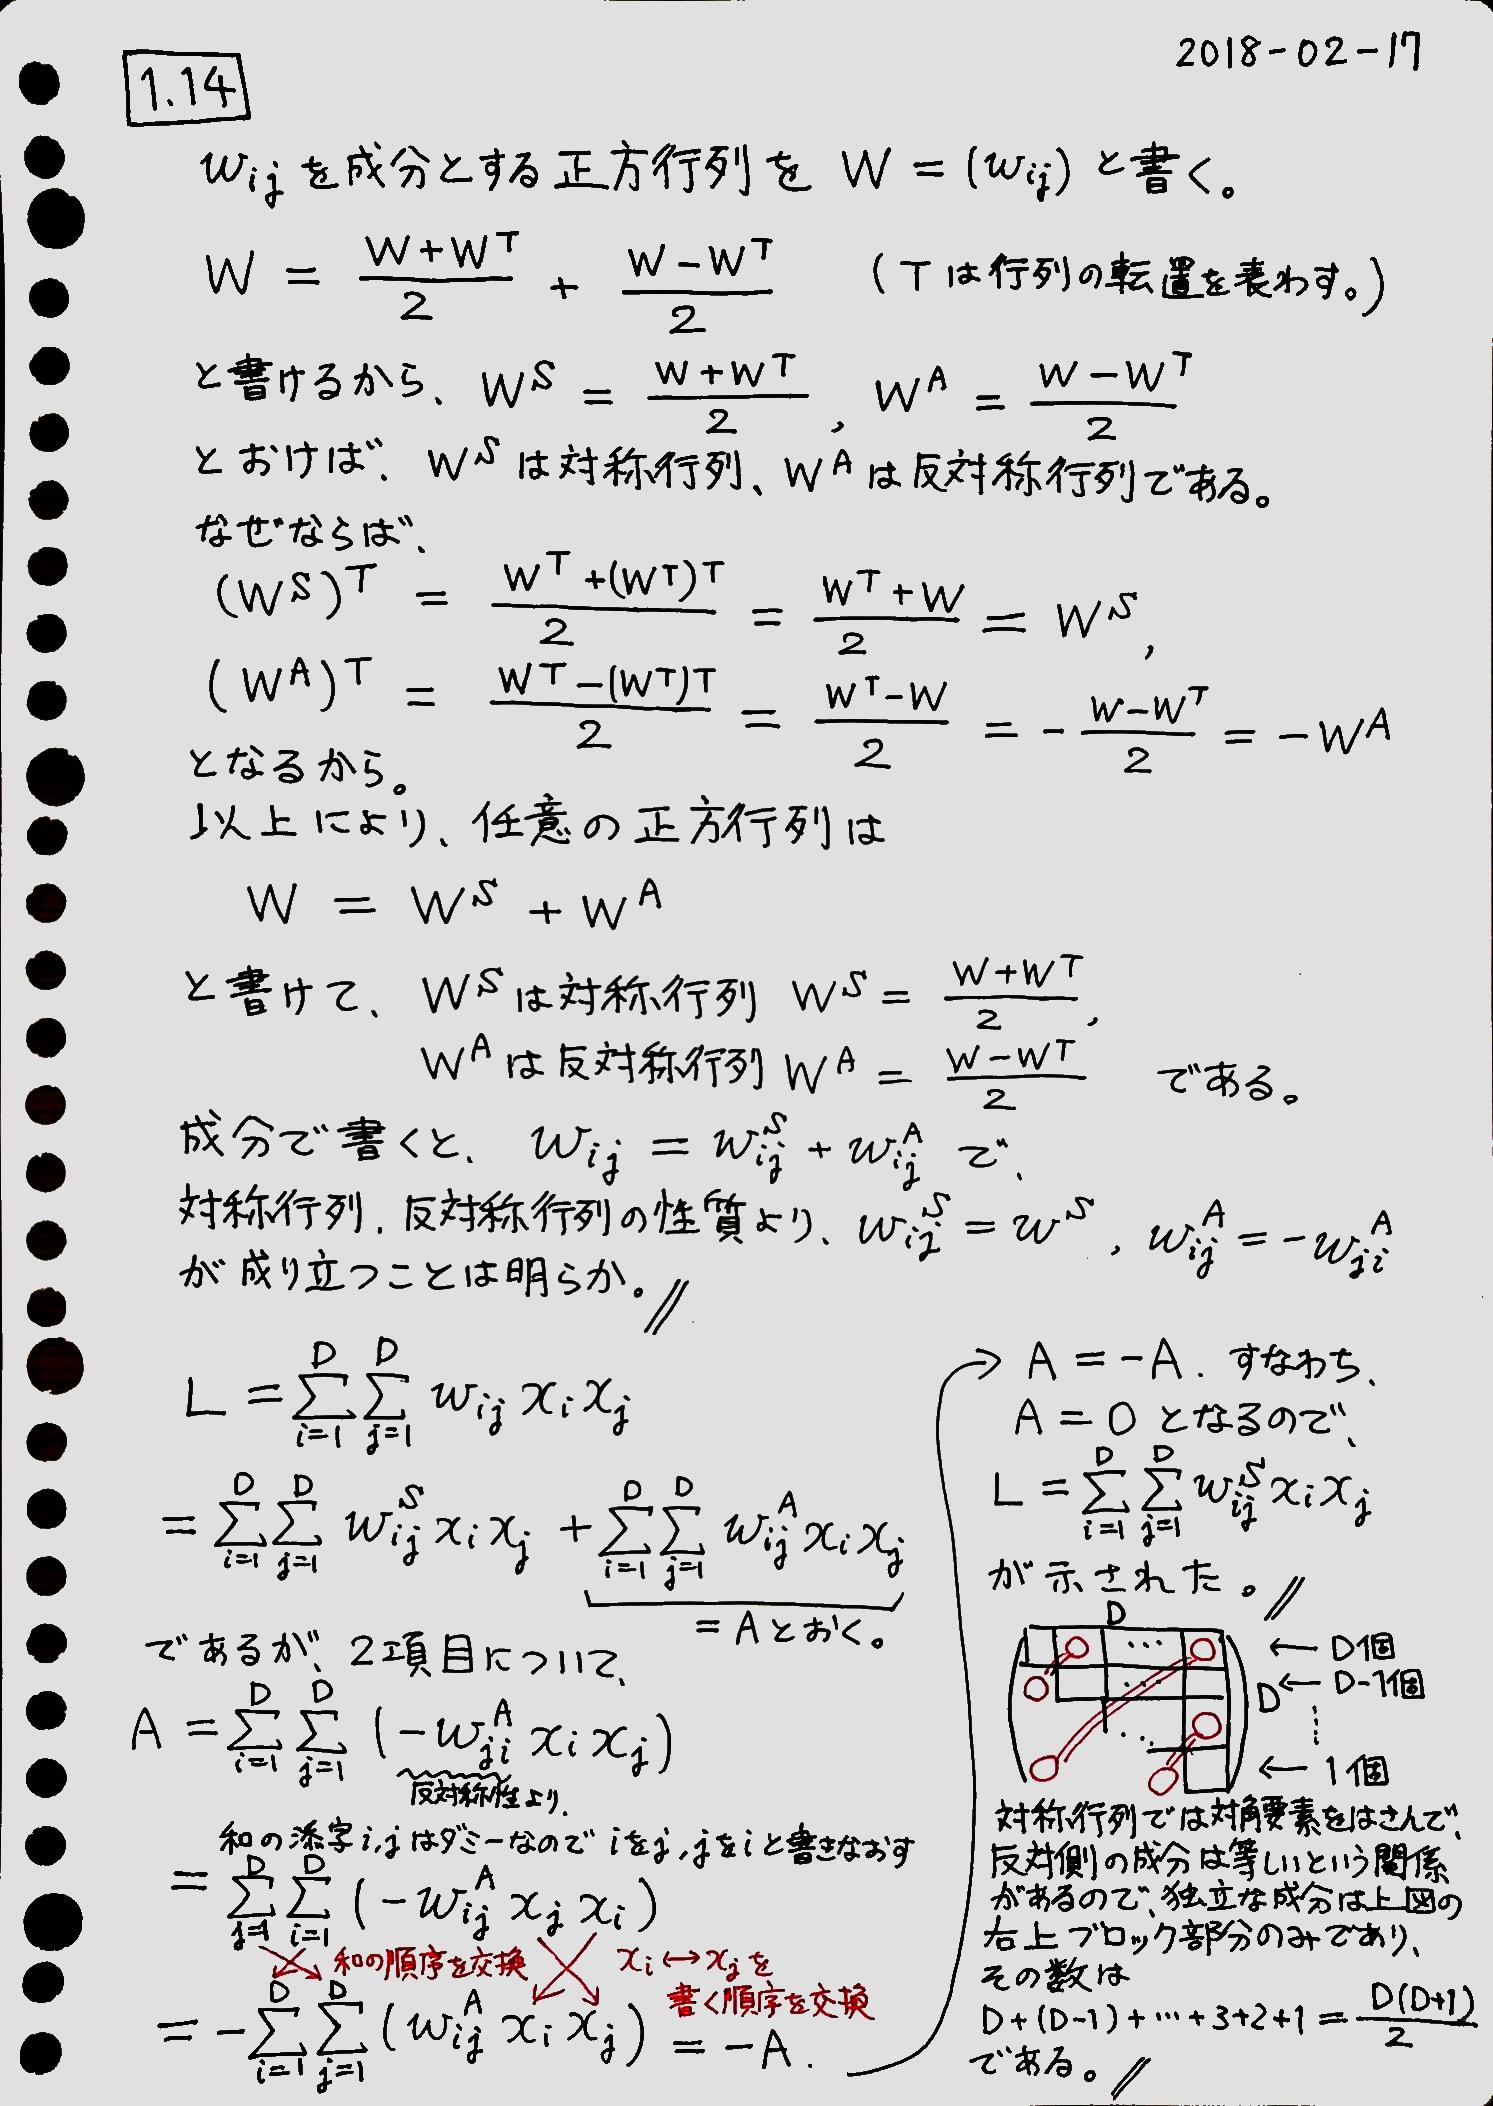 2018-02-17
1.14
w_{ij} を成分とする正方行列を W = (w_{ij}) と書く。
W = \frac{W+W^T}{2} + \frac{W-W^T}{2} (Tは行列の転置を表わす。)
と書けるから、W^S = \frac{W+W^T}{2}, W^A = \frac{W-W^T}{2}
とおけば、W^S は対称行列、W^A は反対称行列である。
なぜならば、
(W^S)^T = \frac{W^T+(W^T)^T}{2} = \frac{W^T+W}{2} = W^S,
(W^A)^T = \frac{W^T-(W^T)^T}{2} = \frac{W^T-W}{2} = -\frac{W-W^T}{2} = -W^A
となるから。
以上により、任意の正方行列は
W = W^S + W^A
と書けて、W^S は対称行列 W^S = \frac{W+W^T}{2},
W^A は反対称行列 W^A = \frac{W-W^T}{2} である。
成分で書くと、w_{ij} = w_{ij}^S + w_{ij}^A で、
対称行列、反対称行列の性質より、w_{ij}^S = w^S, w_{ij}^A = -w_{ji}^A
が成り立つことは明らか。//
L = \sum_{i=1}^D \sum_{j=1}^D w_{ij} x_i x_j
= \sum_{i=1}^D \sum_{j=1}^D w_{ij}^S x_i x_j + \sum_{i=1}^D \sum_{j=1}^D w_{ij}^A x_i x_j
= A とおく。
であるが、2項目について、
A = \sum_{i=1}^D \sum_{j=1}^D (-w_{ji}^A x_i x_j)
反対称性より.
和の添字i,jはダミーなので iをj,jをiと書きなおす
= \sum_{j=1}^D \sum_{i=1}^D (-w_{ij}^A x_j x_i)
和の順序を交換 x_i ↔ x_j を
書く順序を交換
= -\sum_{i=1}^D \sum_{j=1}^D (w_{ij}^A x_i x_j) = -A.
→ A = -A. すなわち、
A = 0 となるので、
L = \sum_{i=1}^D \sum_{j=1}^D w_{ij}^S x_i x_j
が示された。//
D
… ← D個
… D ← D-1個
⋱ ⋮
← 1個
対称行列では対角要素をはさんで、
反対側の成分は等しいという関係
があるので、独立な成分は上図の
右上ブロック部分のみであり、
その数は
D+(D-1)+…+3+2+1 = \frac{D(D+1)}{2}
である。//